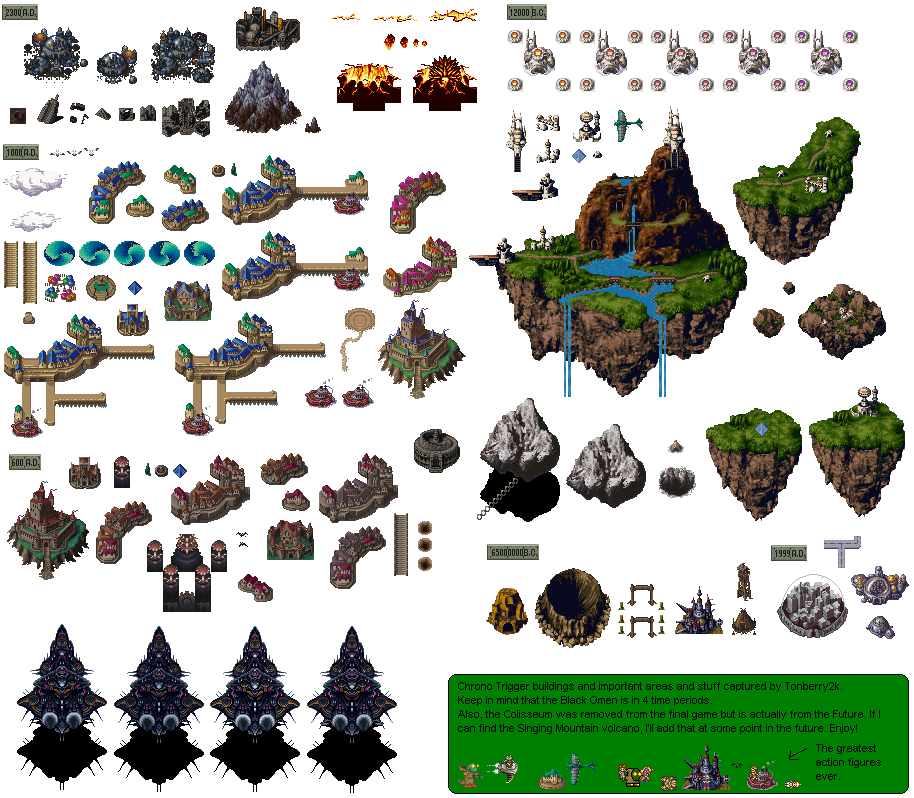 2300 A.D.
12000 B.C.
1000 A.D.
600 A.D.
65000000 B.C.
1999 A.D.
Chrono Trigger buildings and important areas and stuff captured by Tonberry2k.
Keep in mind that the Black Omen is in 4 time periods.
Also, the Colisseum was removed from the final game but is actually from the Future. If I
can find the Singing Mountain volcano, I'll add that at some point in the future. Enjoy!
The greatest
action figures
ever.